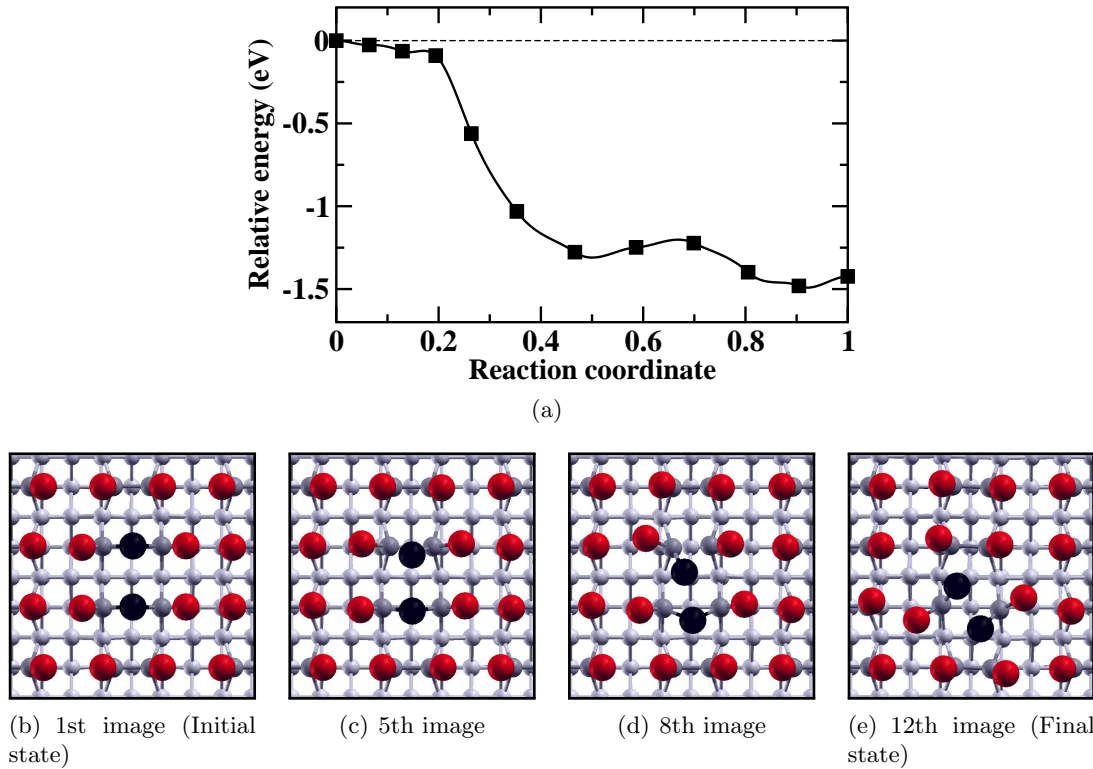 0
-0.5
-1
-1.5
Relative energy (eV)
0 0.2 0.4 0.6 0.8 1
Reaction coordinate
(a)
(b) 1st image (Initial
state)
(c) 5th image
(d) 8th image
(e) 12th image (Final
state)